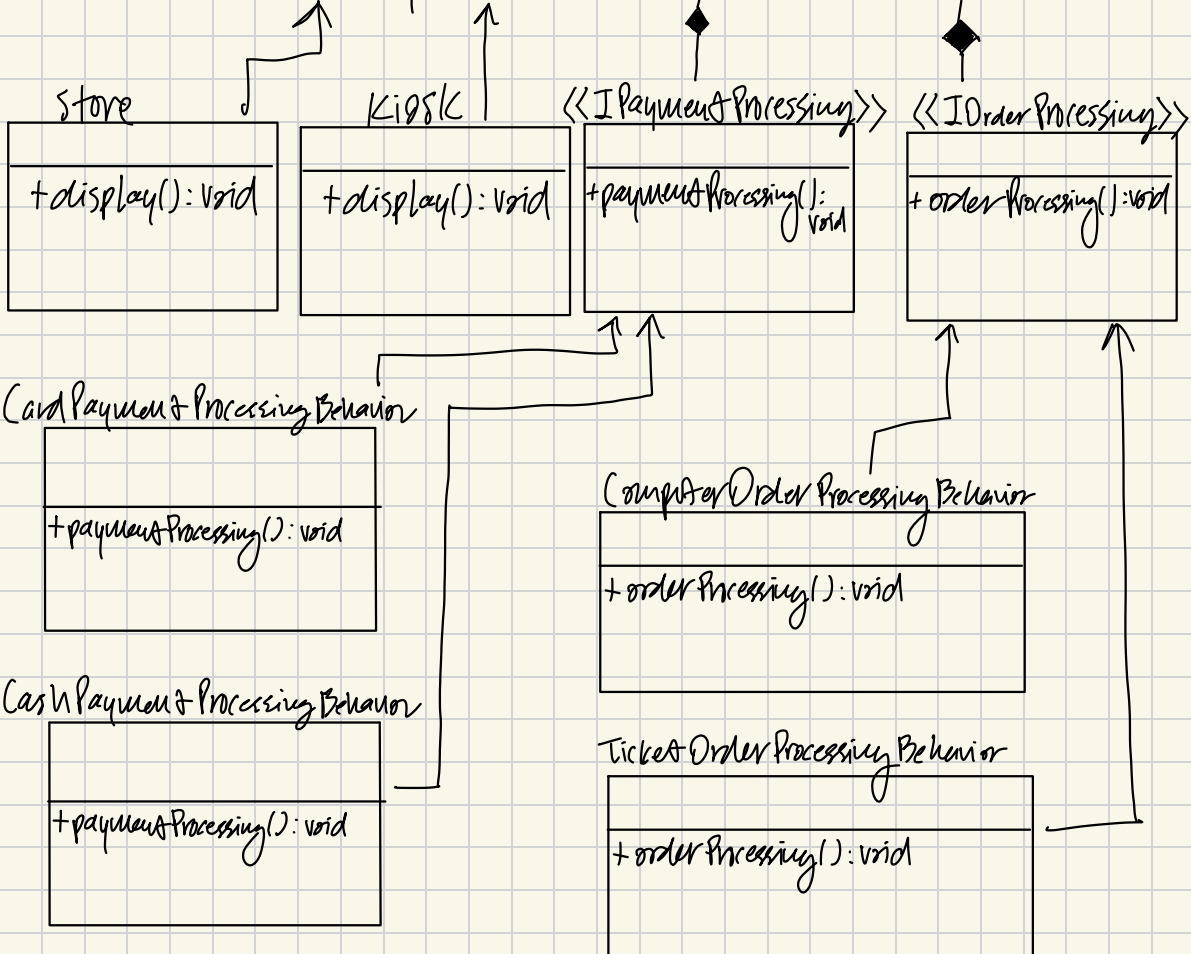 Store
+display(): void
Kiosk
+display(): void
<<IPaymentProcessing>>
+paymentProcessing():
void
<<IOrderProcessing>>
+orderProcessing():void
CardPaymentProcessingBehavior
+paymentProcessing(): void
CashPaymentProcessingBehavior
+paymentProcessing(): void
ComputerOrderProcessingBehavior
+orderProcessing(): void
TicketOrderProcessingBehavior
+orderProcessing(): void